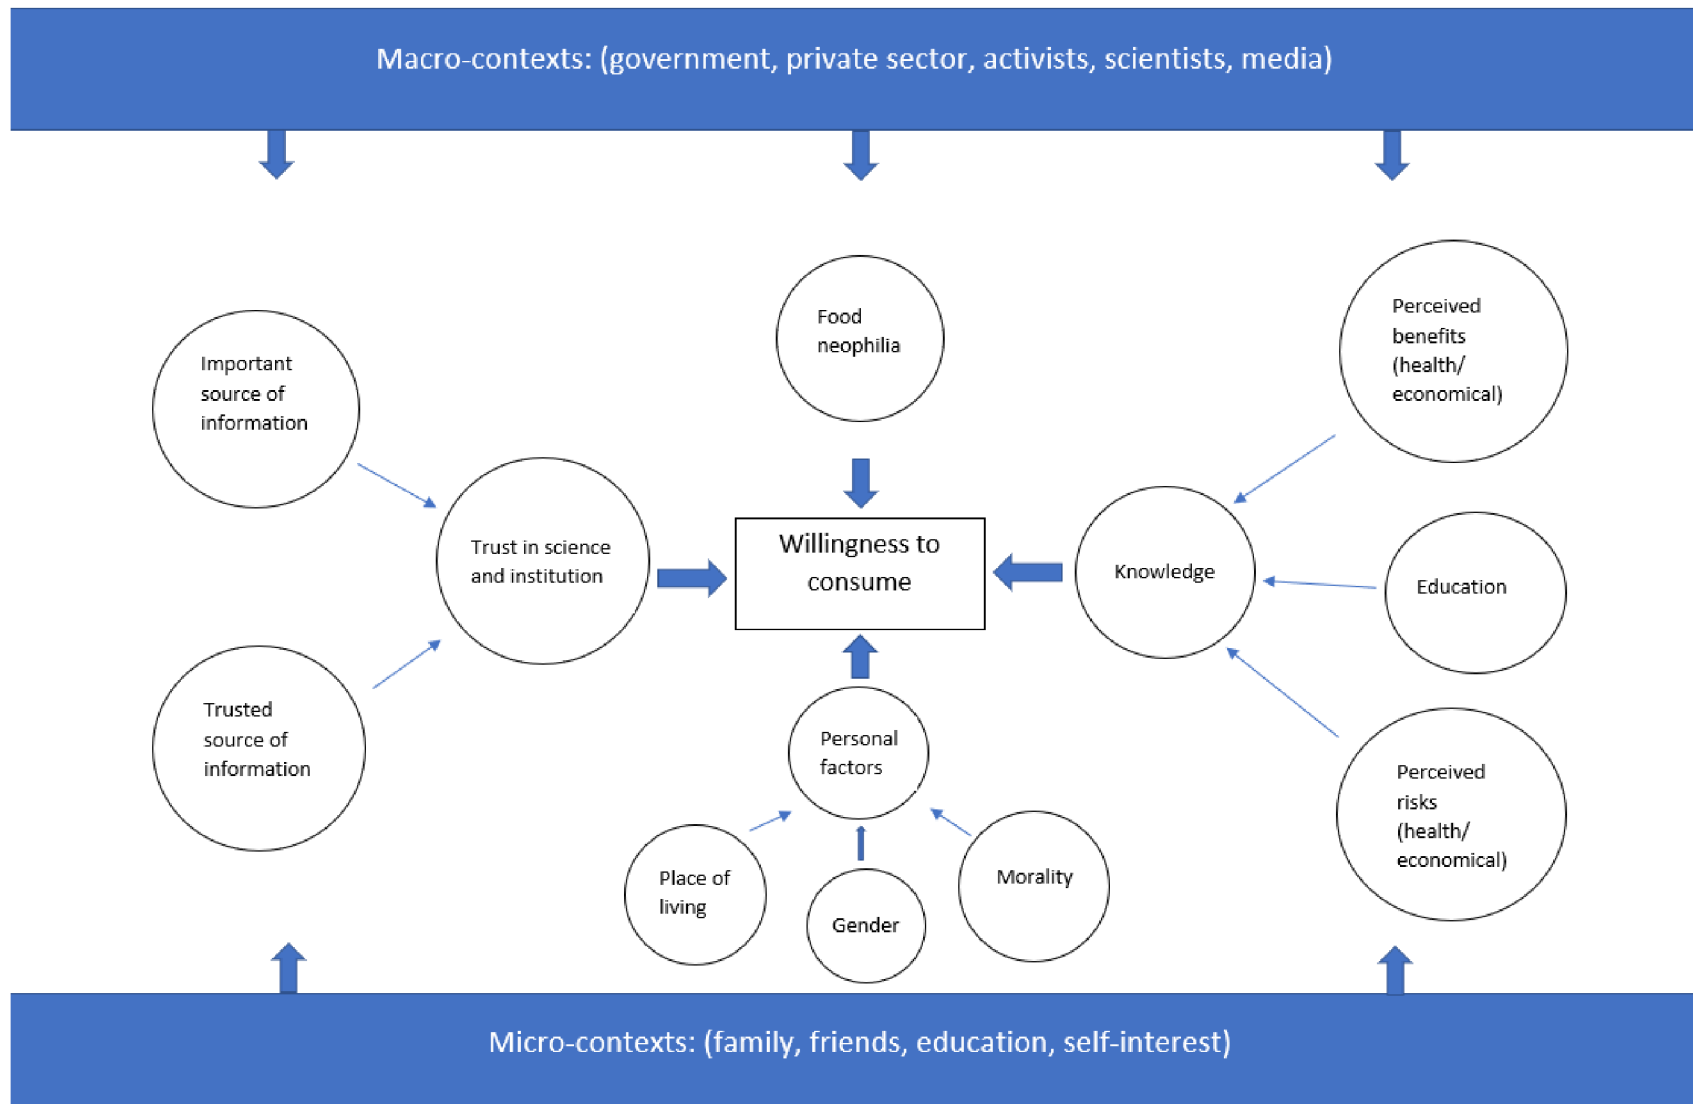 Macro-contexts: (government, private sector, activists, scientists, media)
Food
neophilia
Perceived
benefits
(health/
economical)
Important
source of
information
Trust in science
and institution
Willingness to
consume
Knowledge
Education
Trusted
source of
information
Personal
factors
Perceived
risks
(health/
economical)
Place of
living
Gender
Morality
Micro-contexts: (family, friends, education, self-interest)